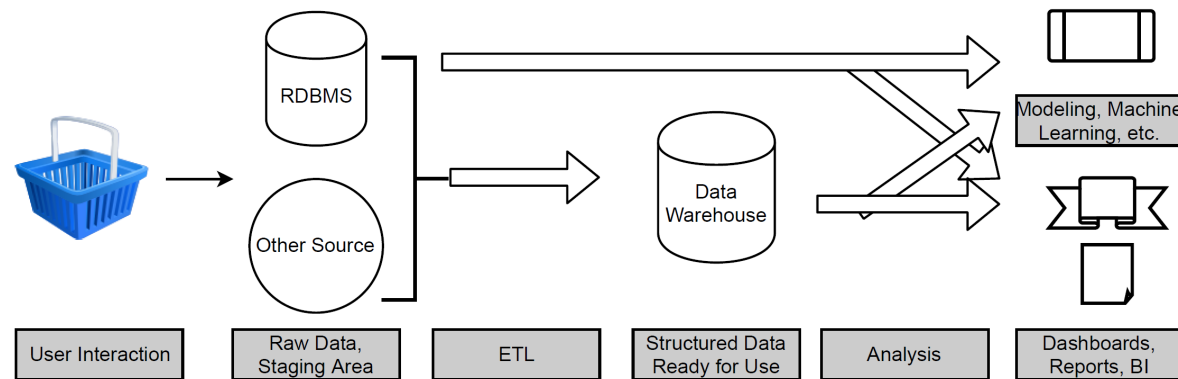 RDBMS
Modeling, Machine
Learning, etc.
Data
Warehouse
Other Source
User Interaction
Raw Data,
Staging Area
ETL
Structured Data
Ready for Use
Analysis
Dashboards,
Reports, BI